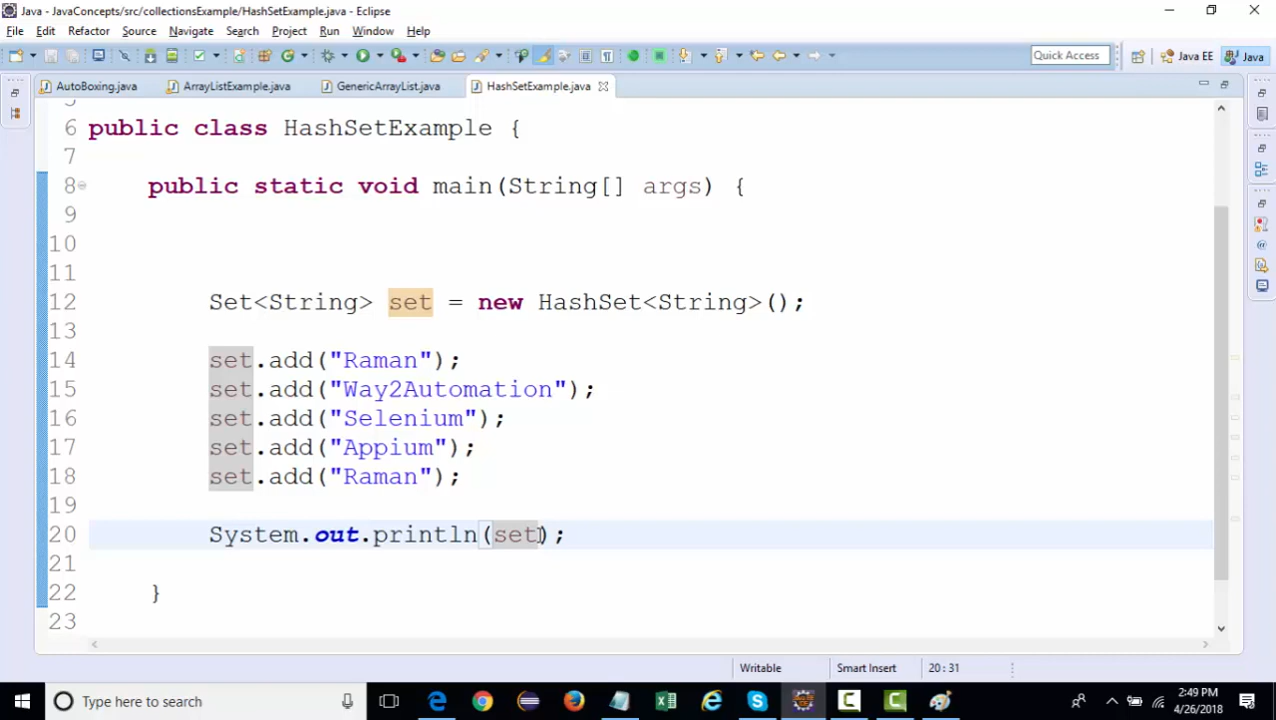 Java - JavaConcepts/src/collectionsExample/HashSetExample.java - Eclipse
File Edit Refactor Source Navigate Search Project Run Window Help
Quick Access Java EE Java
AutoBoxing.java ArrayListExample.java GenericArrayList.java HashSetExample.java
6 public class HashSetExample {
7
8 public static void main(String[] args) {
9
10
11
12 Set<String> set = new HashSet<String>();
13
14 set.add("Raman");
15 set.add("Way2Automation");
16 set.add("Selenium");
17 set.add("Appium");
18 set.add("Raman");
19
20 System.out.println(set);
21
22 }
23
Writable Smart Insert 20 : 31
Type here to search
2:49 PM
4/26/2018